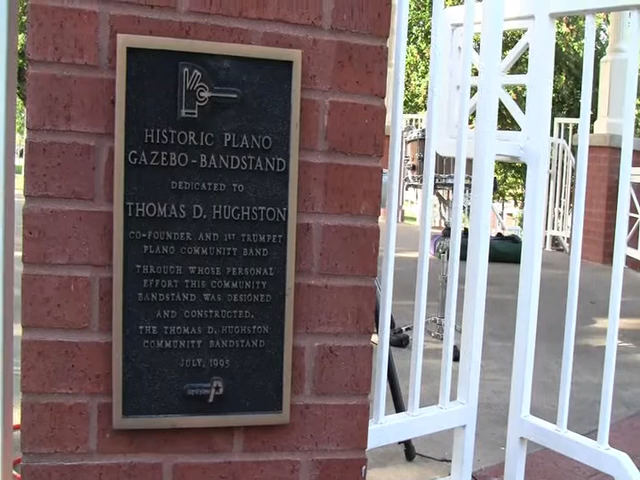 HISTORIC PLANO
GAZEBO-BANDSTAND
DEDICATED TO
THOMAS D. HUGHSTON
CO-FOUNDER AND 1ST TRUMPET
PLANO COMMUNITY BAND
THROUGH WHOSE PERSONAL
EFFORT THIS COMMUNITY
BANDSTAND WAS DESIGNED
AND CONSTRUCTED,
THE THOMAS D. HUGHSTON
COMMUNITY BANDSTAND
JULY, 1995